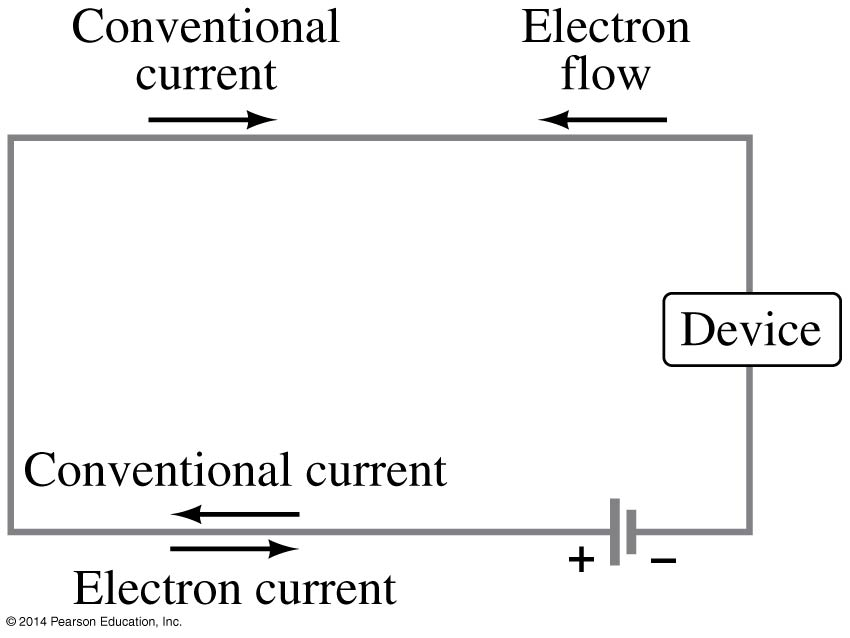 Conventional
current
Electron
flow
Device
Conventional current
+ −
Electron current
© 2014 Pearson Education, Inc.